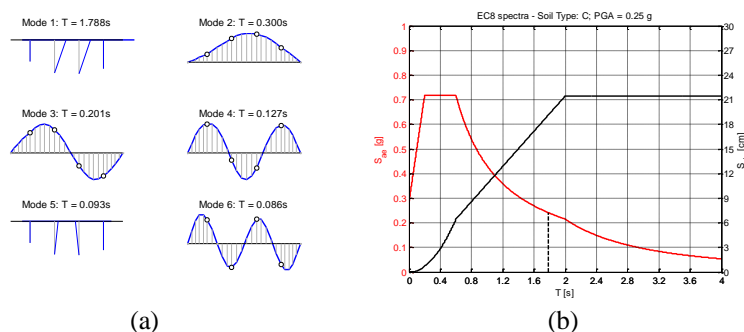 Mode 1: T = 1.788s
Mode 2: T = 0.300s
Mode 3: T = 0.201s
Mode 4: T = 0.127s
Mode 5: T = 0.093s
Mode 6: T = 0.086s
(a)
EC8 spectra - Soil Type: C; PGA = 0.25 g
1
0.9
0.8
0.7
0.6
0.5
0.4
0.3
0.2
0.1
0
S_ae [g]
30
27
24
21
18
15
12
9
6
3
0
[cm]
0 0.4 0.8 1.2 1.6 2 2.4 2.8 3.2 3.6 4
T [s]
(b)